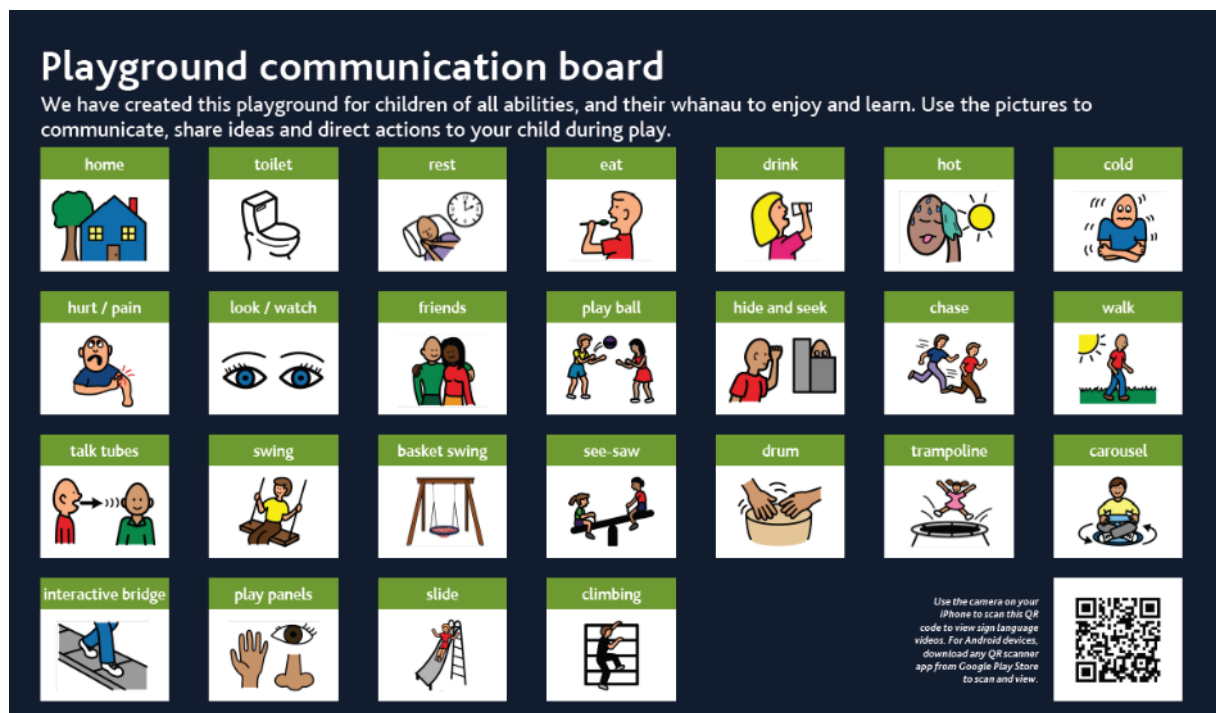 Playground communication board
We have created this playground for children of all abilities, and their whānau to enjoy and learn. Use the pictures to
communicate, share ideas and direct actions to your child during play.
home
toilet
rest
eat
drink
hot
cold
hurt / pain
look / watch
friends
play ball
hide and seek
chase
walk
talk tubes
swing
basket swing
see-saw
drum
trampoline
carousel
interactive bridge
play panels
slide
climbing
Use the camera on your
iPhone to scan this QR
code to view sign language
videos. For Android devices,
download any QR scanner
app from Google Play Store
to scan and view.